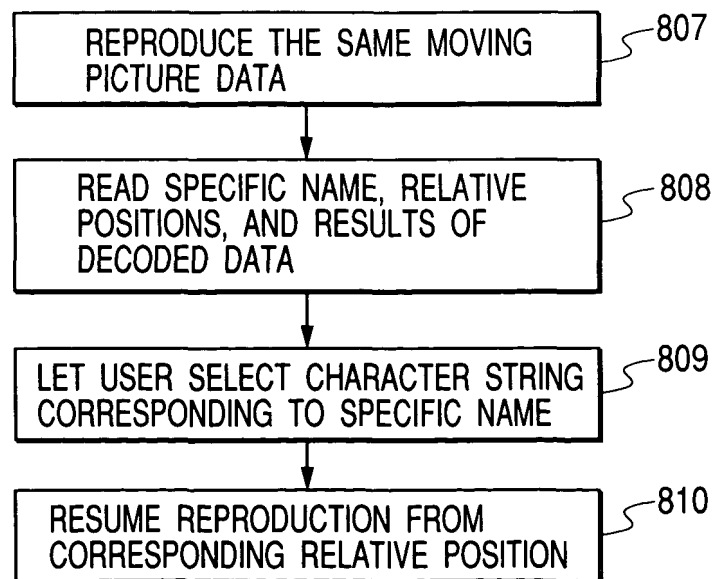 REPRODUCE THE SAME MOVING
PICTURE DATA
807
READ SPECIFIC NAME, RELATIVE
POSITIONS, AND RESULTS OF
DECODED DATA
808
LET USER SELECT CHARACTER STRING
CORRESPONDING TO SPECIFIC NAME
809
RESUME REPRODUCTION FROM
CORRESPONDING RELATIVE POSITION
810